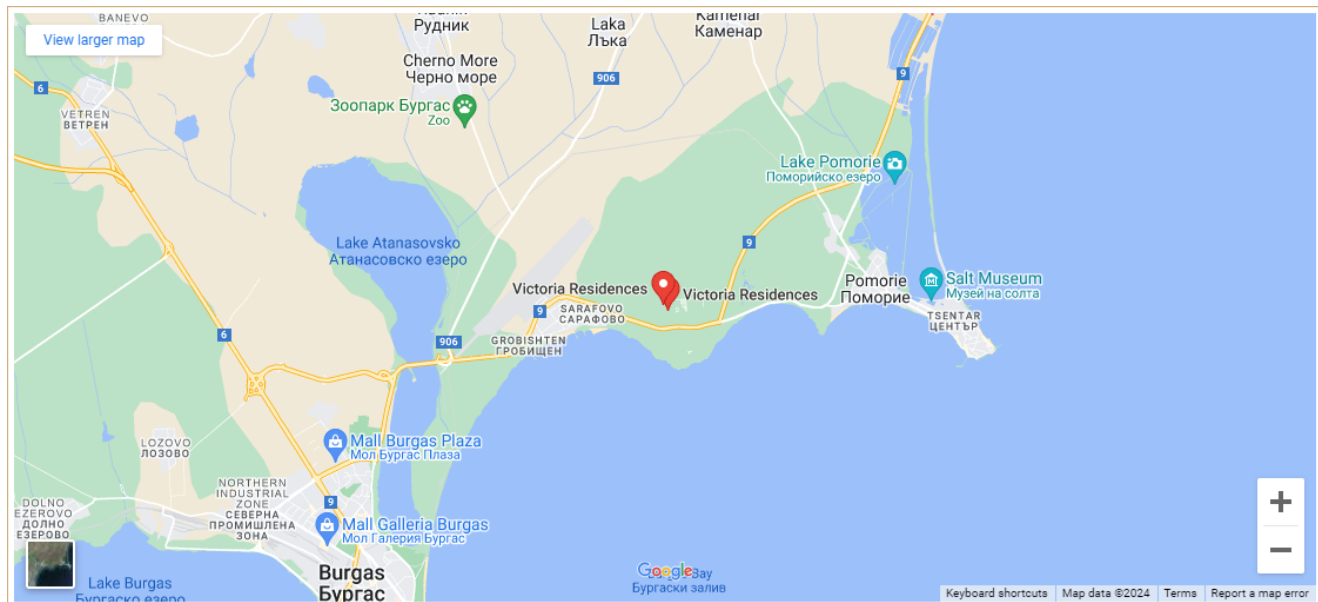 View larger map
BANEVO
БАНЕВО
Рудник
Laka
Лъка
Kamenar
Каменар
Cherno More
Черно море
906
9
6
VETREN
ВЕТРЕН
Зоопарк Бургас
Zoo
Lake Pomorie
Поморийско езеро
Lake Atanasovsko
Атанасовско езеро
9
Victoria Residences
Victoria Residences
Pomorie
Поморие
Salt Museum
Музей на солта
9
SARAFOVO
САРАФОВО
TSENTAR
ЦЕНТЪР
6
906
GROBISHTEN
ГРОБИЩЕН
LOZOVO
ЛОЗОВО
Mall Burgas Plaza
Мол Бургас Плаза
NORTHERN
INDUSTRIAL
ZONE
СЕВЕРНА
ПРОМИШЛЕНА
ЗОНА
9
DOLNO
EZEROVO
ДОЛНО
ЕЗЕРОВО
Mall Galleria Burgas
Мол Галерия Бургас
Burgas
Бургас
Lake Burgas
Бургаско езеро
Google
Bay
Бургаски залив
Keyboard shortcuts
Map data ©2024
Terms
Report a map error